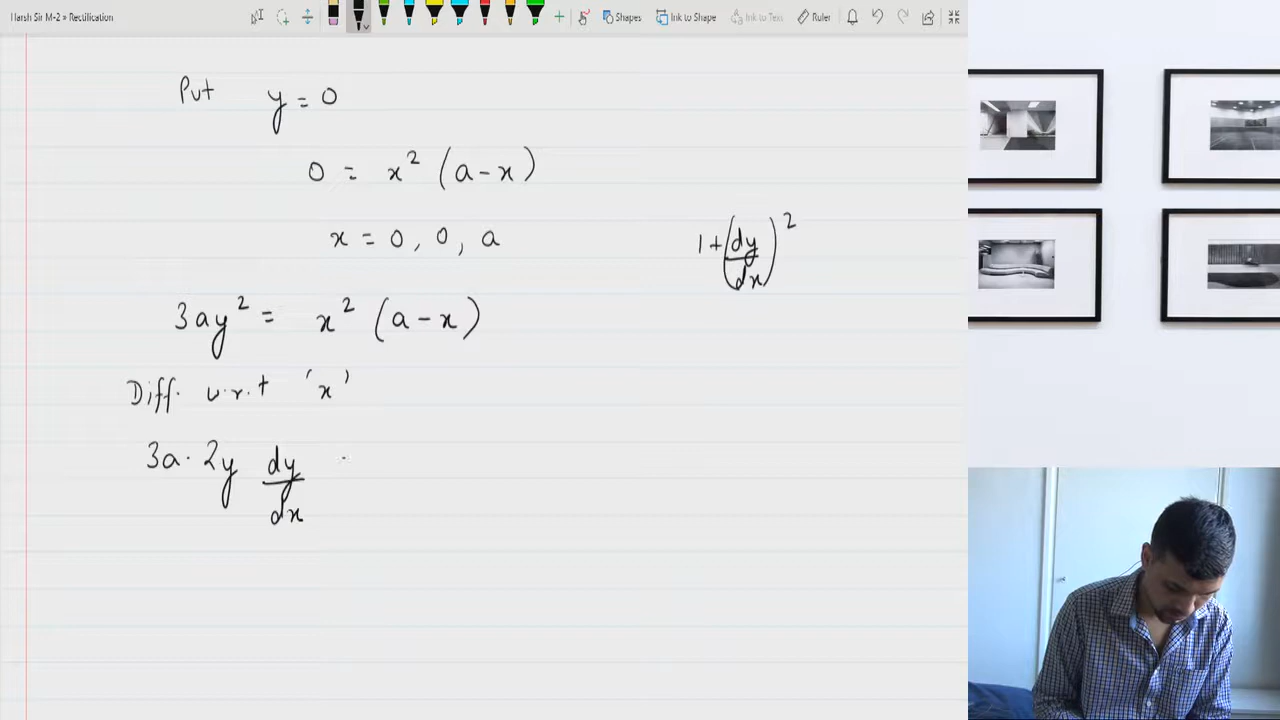 Harsh Sir M-2 » Rectification
Shapes
Ink to Shape
Ink to Text
Ruler
Put y = 0
0 = x² (a - x)
x = 0, 0, a
1 + (dy/dx)²
3ay² = x² (a - x)
Diff. w.r.t 'x'
3a · 2y dy/dx